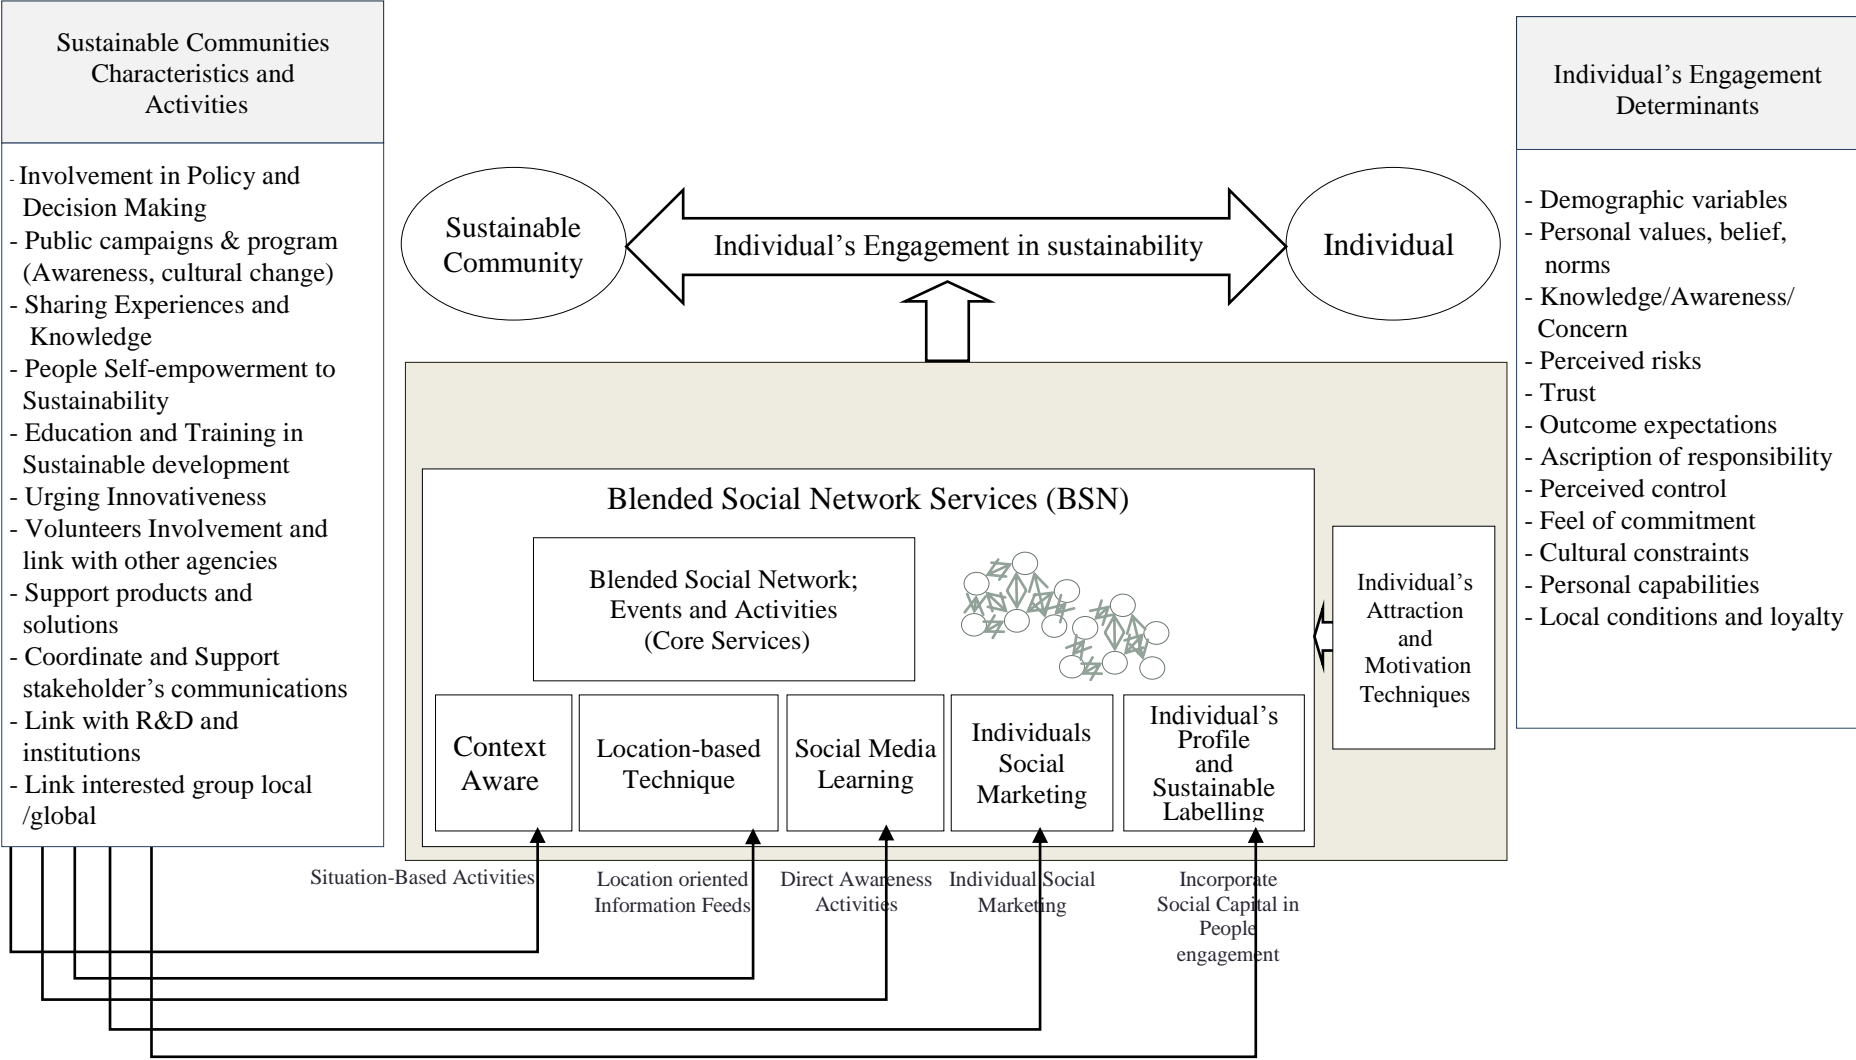 Sustainable Communities
Characteristics and
Activities
- Involvement in Policy and
Decision Making
- Public campaigns & program
(Awareness, cultural change)
- Sharing Experiences and
Knowledge
- People Self-empowerment to
Sustainability
- Education and Training in
Sustainable development
- Urging Innovativeness
- Volunteers Involvement and
link with other agencies
- Support products and
solutions
- Coordinate and Support
stakeholder’s communications
- Link with R&D and
institutions
- Link interested group local
/global
Sustainable
Community
Individual’s Engagement in sustainability
Individual
Blended Social Network Services (BSN)
Blended Social Network;
Events and Activities
(Core Services)
Context
Aware
Location-based
Technique
Social Media
Learning
Individuals
Social
Marketing
Individual’s
Profile
and
Sustainable
Labelling
Individual’s
Attraction
and
Motivation
Techniques
Situation-Based Activities
Location oriented
Information Feeds
Direct Awareness
Activities
Individual Social
Marketing
Incorporate
Social Capital in
People
engagement
Individual’s Engagement
Determinants
- Demographic variables
- Personal values, belief,
norms
- Knowledge/Awareness/
Concern
- Perceived risks
- Trust
- Outcome expectations
- Ascription of responsibility
- Perceived control
- Feel of commitment
- Cultural constraints
- Personal capabilities
- Local conditions and loyalty